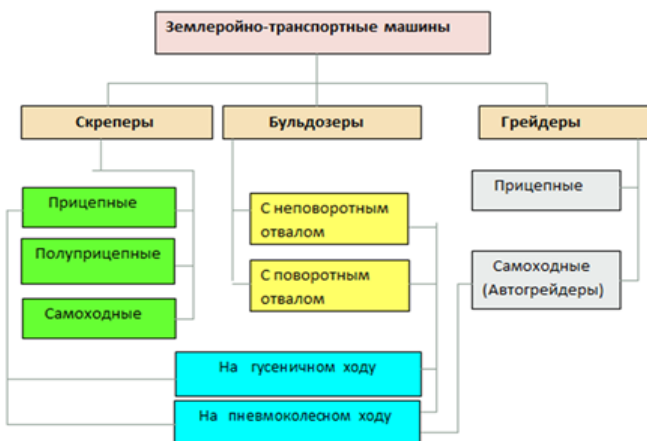 Землеройно-транспортные машины
Скреперы
Бульдозеры
Грейдеры
Прицепные
Полуприцепные
Самоходные
С неповоротным
отвалом
С поворотным
отвалом
Прицепные
Самоходные
(Автогрейдеры)
На гусеничном ходу
На пневмоколесном ходу